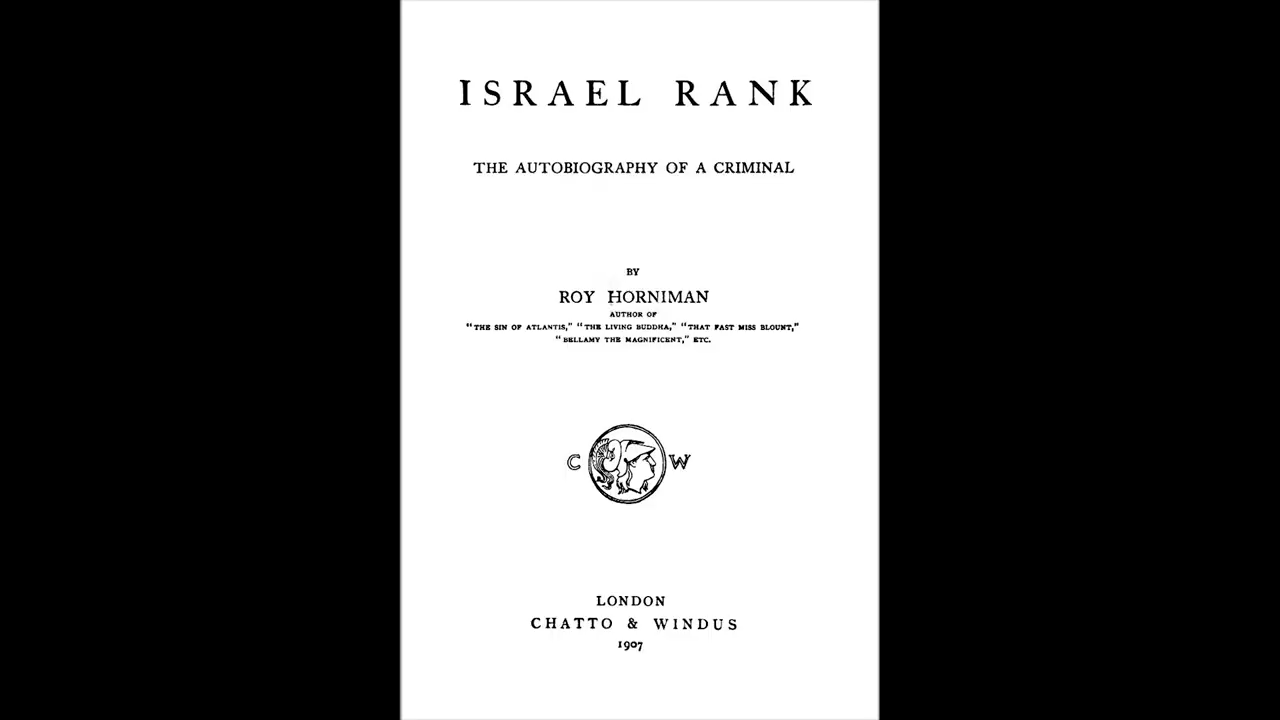 ISRAEL RANK
THE AUTOBIOGRAPHY OF A CRIMINAL
BY
ROY HORNIMAN
AUTHOR OF
"THE SIN OF ATLANTIS," "THE LIVING BUDDHA," "THAT FAST MISS BLOUNT,"
"BELLAMY THE MAGNIFICENT," ETC.
C W
LONDON
CHATTO & WINDUS
1907